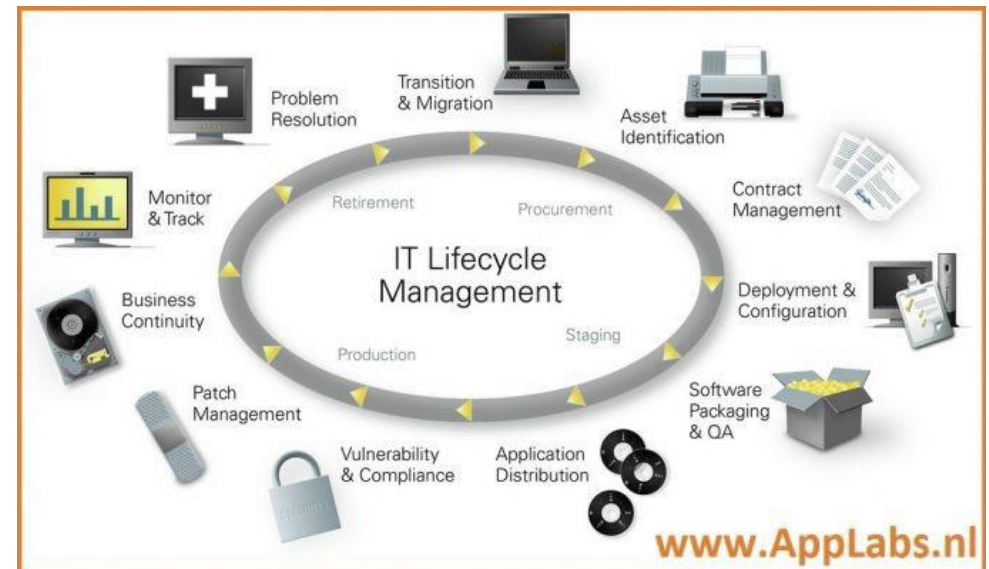 Transition
& Migration
Problem
Resolution
Asset
Identification
Monitor
& Track
Retirement
Procurement
Contract
Management
IT Lifecycle
Management
Business
Continuity
Deployment &
Configuration
Production
Staging
Patch
Management
Software
Packaging
& QA
Vulnerability
& Compliance
Application
Distribution
SECURITY
www.AppLabs.nl